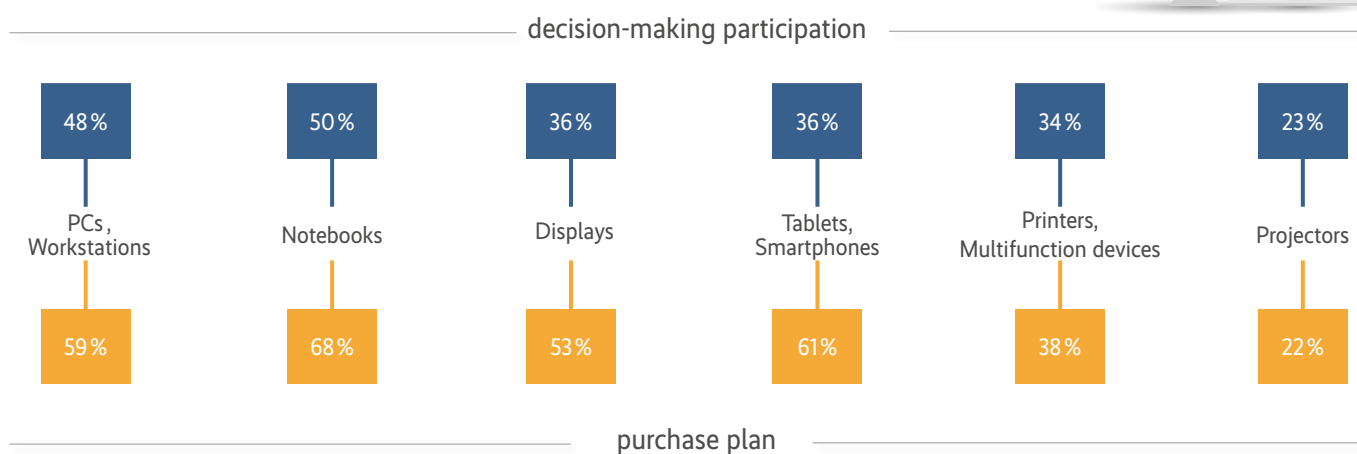 decision-making participation
48 %
50 %
36 %
36 %
34 %
23 %
PCs,
Workstations
Notebooks
Displays
Tablets,
Smartphones
Printers,
Multifunction devices
Projectors
59 %
68 %
53 %
61%
38 %
22 %
purchase plan